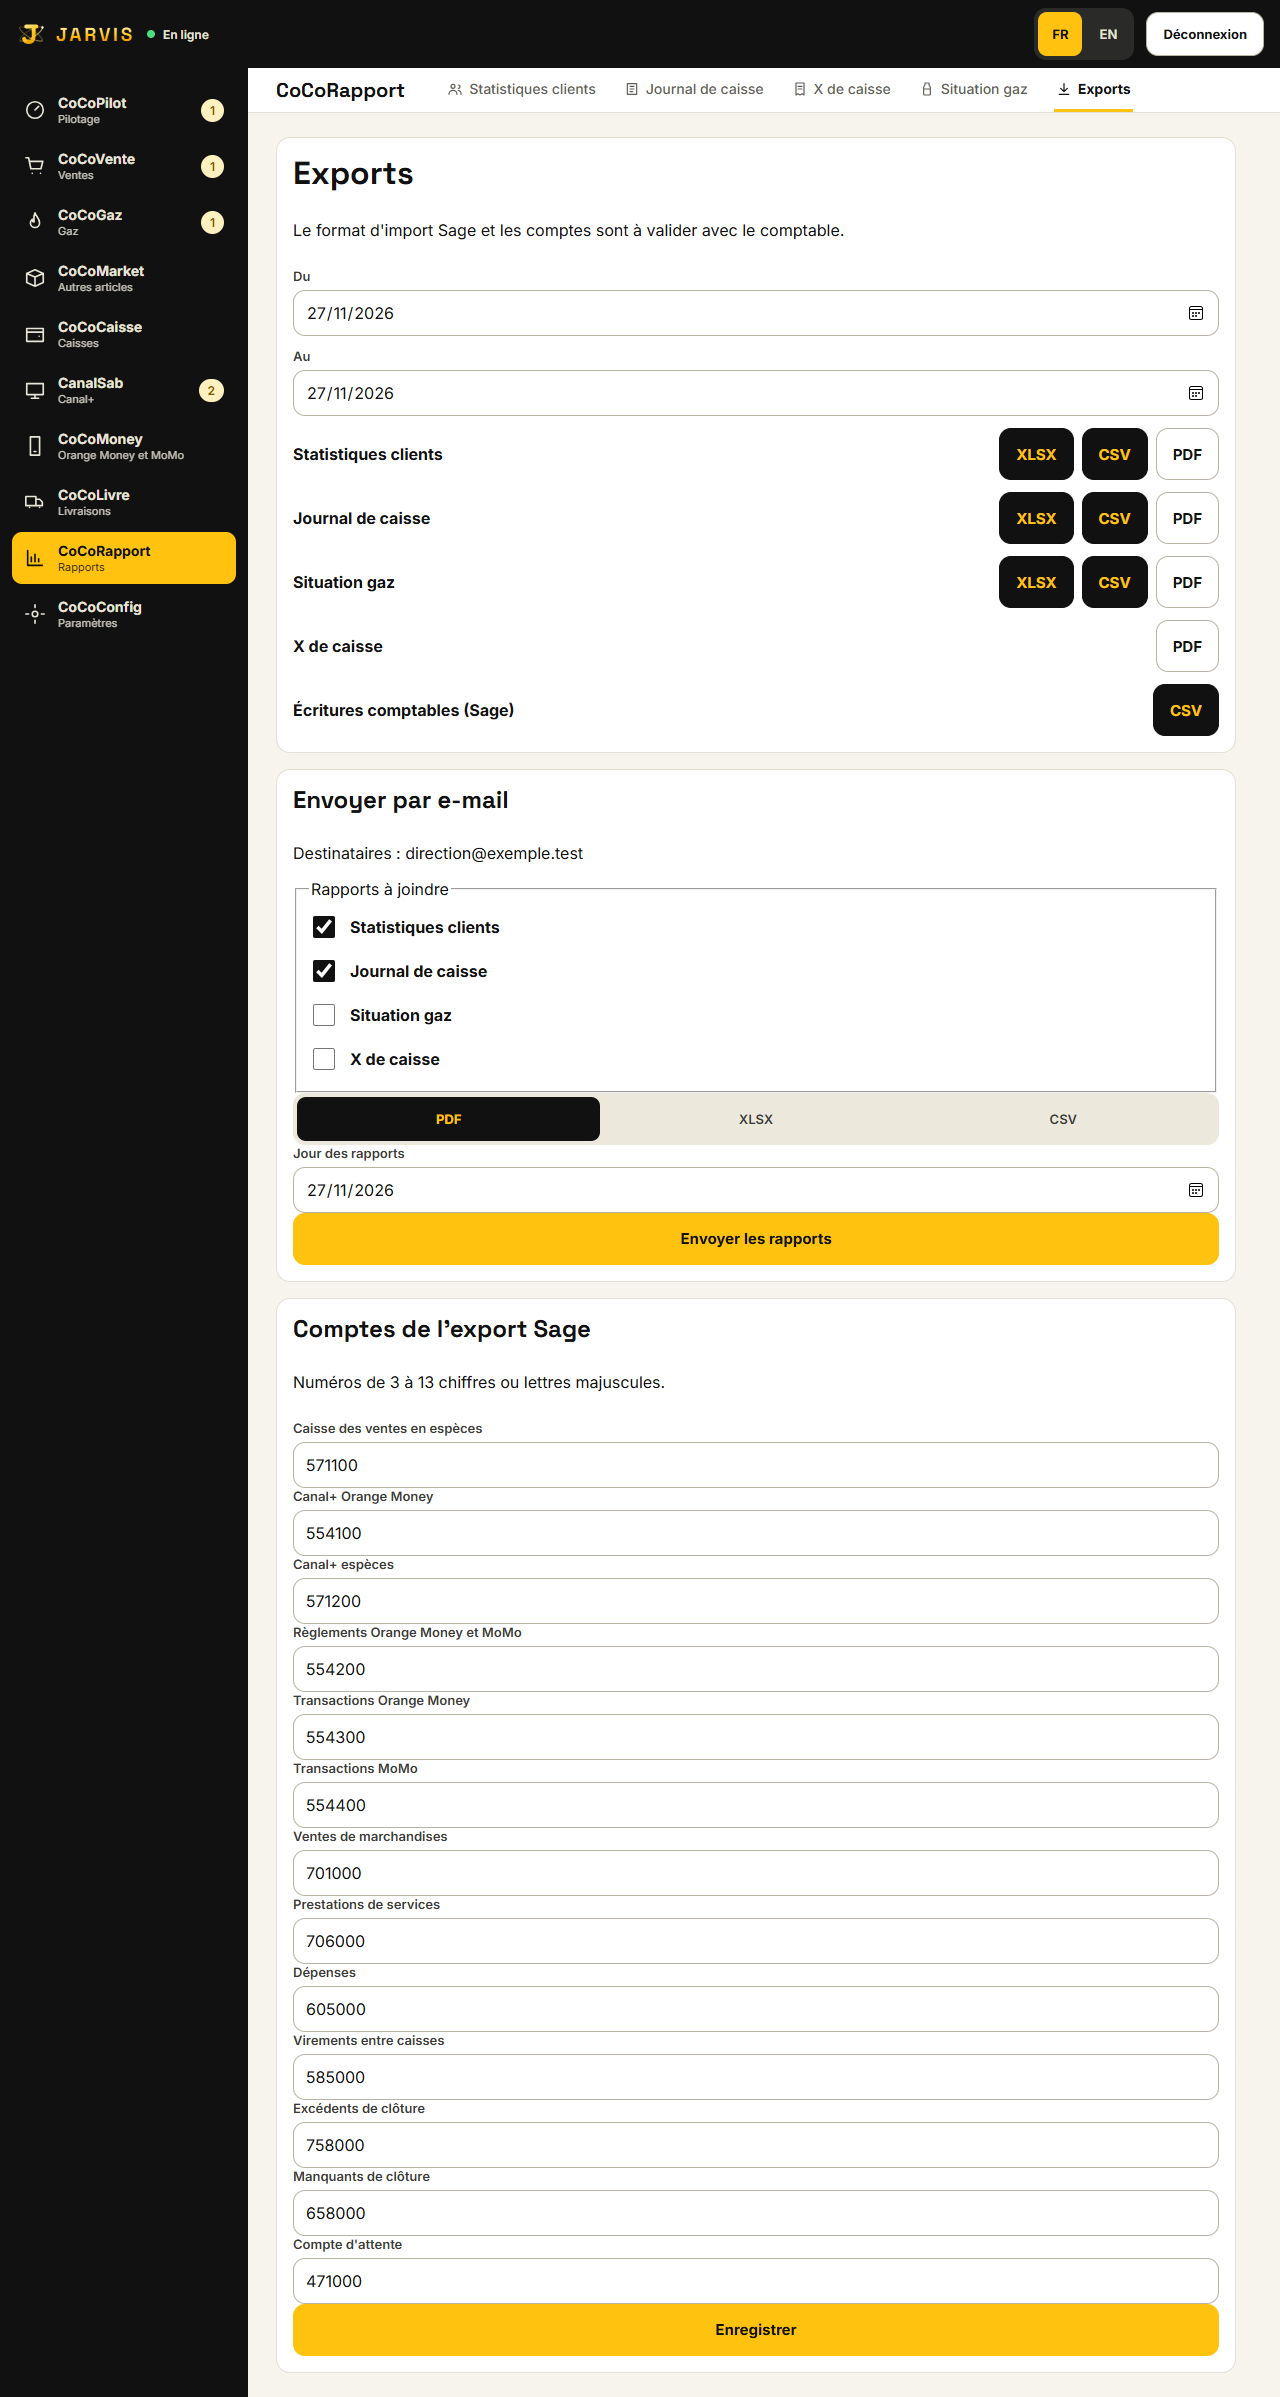 JARVIS
En ligne
FR
EN
Déconnexion
CoCoPilot
Pilotage
1
CoCoVente
Ventes
1
CoCoGaz
Gaz
1
CoCoMarket
Autres articles
CoCoCaisse
Caisses
CanalSab
Canal+
2
CoCoMoney
Orange Money et MoMo
CoCoLivre
Livraisons
CoCoRapport
Rapports
CoCoConfig
Paramètres
CoCoRapport
Statistiques clients
Journal de caisse
X de caisse
Situation gaz
Exports
Exports
Le format d'import Sage et les comptes sont à valider avec le comptable.
Du
27/11/2026
Au
27/11/2026
Statistiques clients XLSX CSV PDF
Journal de caisse XLSX CSV PDF
Situation gaz XLSX CSV PDF
X de caisse PDF
Écritures comptables (Sage) CSV
Envoyer par e-mail
Destinataires : direction@exemple.test
Rapports à joindre
Statistiques clients
Journal de caisse
Situation gaz
X de caisse
PDF XLSX CSV
Jour des rapports
27/11/2026
Envoyer les rapports
Comptes de l’export Sage
Numéros de 3 à 13 chiffres ou lettres majuscules.
Caisse des ventes en espèces
571100
Canal+ Orange Money
554100
Canal+ espèces
571200
Règlements Orange Money et MoMo
554200
Transactions Orange Money
554300
Transactions MoMo
554400
Ventes de marchandises
701000
Prestations de services
706000
Dépenses
605000
Virements entre caisses
585000
Excédents de clôture
758000
Manquants de clôture
658000
Compte d'attente
471000
Enregistrer